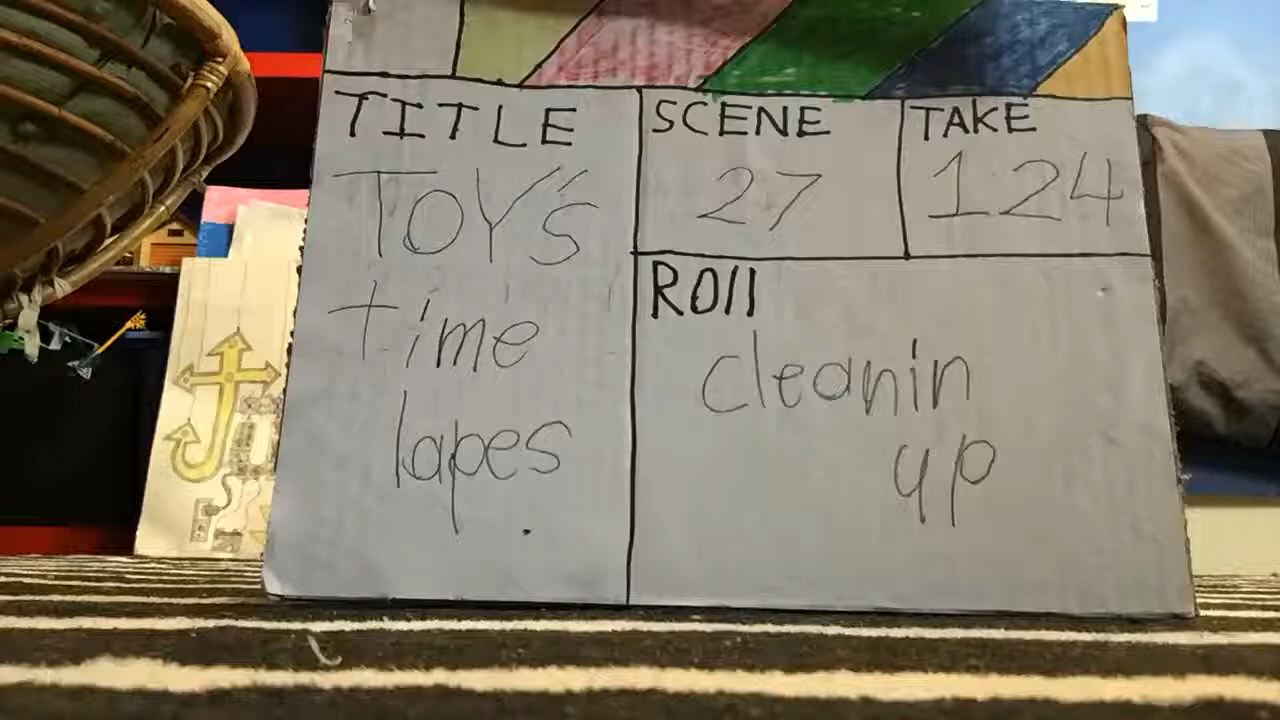 TITLE
TOY's
time
lapes
SCENE
27
TAKE
124
ROll
cleanin
up